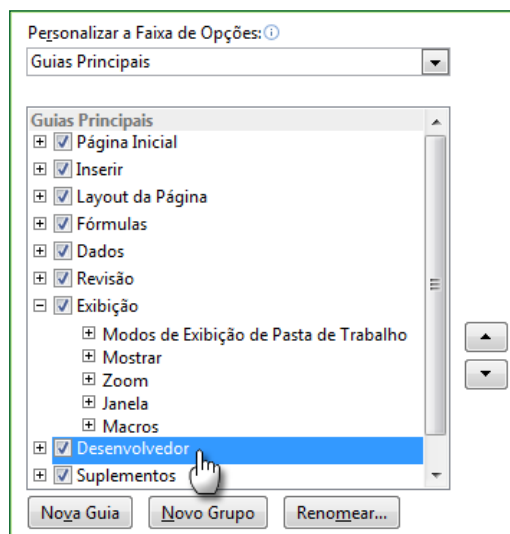 Personalizar a Faixa de Opções:
Guias Principais
Guias Principais
Página Inicial
Inserir
Layout da Página
Fórmulas
Dados
Revisão
Exibição
Modos de Exibição de Pasta de Trabalho
Mostrar
Zoom
Janela
Macros
Desenvolvedor
Suplementos
Nova Guia Novo Grupo Renomear...